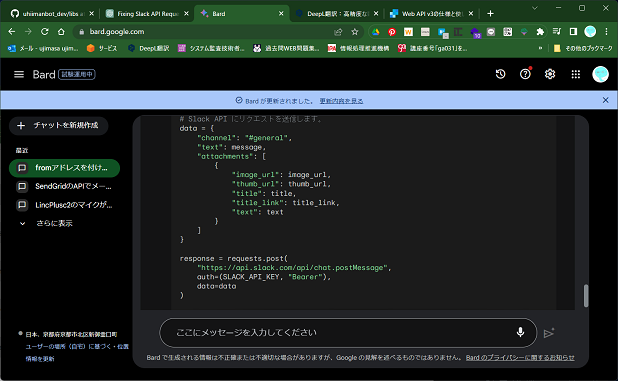 uhimanbot_dev/libs a
Fixing Slack API Reque
Bard
DeepL翻訳：高精度な
Web API v3の仕様と使
bard.google.com
メール - ujimasa ujim...
サービス
DeepL翻訳
システム監査技術者...
過去問WEB問題集...
情報処理推進機構
講座番号「ga031」を...
»
その他のブックマーク
Bard 試験運用中
Bard が更新されました。 更新内容を見る
+ チャットを新規作成
最近
fromアドレスを付け...
SendGridのAPIでメー...
LincPlusc2のマイクが...
さらに表示
# Slack API にリクエストを送信します。
data = {
"channel": "#general",
"text": message,
"attachments": [
{
"image_url": image_url,
"thumb_url": thumb_url,
"title": title,
"title_link": title_link,
"text": text
}
]
}
response = requests.post(
"https://api.slack.com/api/chat.postMessage",
auth=(SLACK_API_KEY, "Bearer"),
data=data
)
ここにメッセージを入力してください
日本、京都府京都市北区新御霊口町
ユーザーの場所（自宅）に基づく・位置
情報を更新
Bard で生成される情報は不正確または不適切な場合がありますが、Google の見解を述べるものではありません。 Bard のプライバシーに関するお知らせ